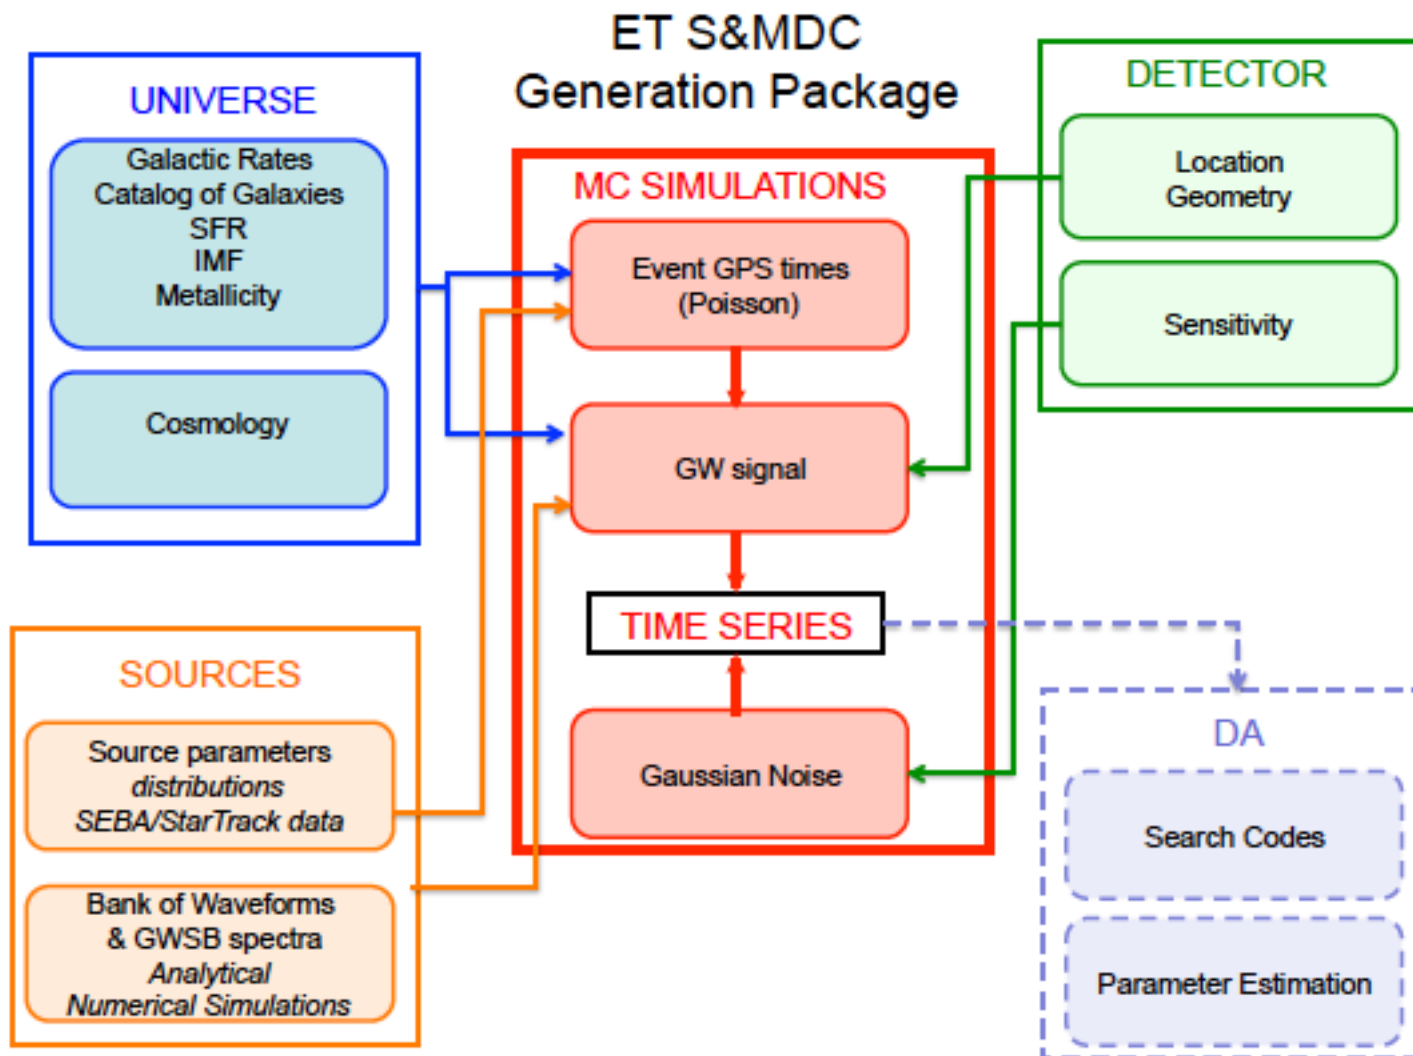 ET S&MDC
Generation Package
UNIVERSE
Galactic Rates
Catalog of Galaxies
SFR
IMF
Metallicity
Cosmology
SOURCES
Source parameters
distributions
SEBA/StarTrack data
Bank of Waveforms
& GWSB spectra
Analytical
Numerical Simulations
MC SIMULATIONS
Event GPS times
(Poisson)
GW signal
TIME SERIES
Gaussian Noise
DETECTOR
Location
Geometry
Sensitivity
DA
Search Codes
Parameter Estimation